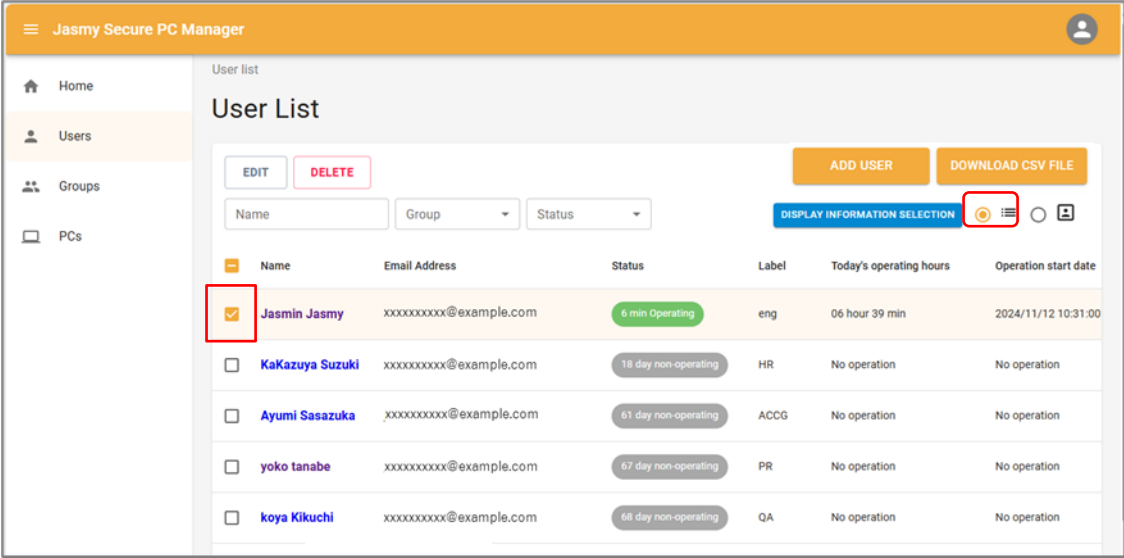 Jasmy Secure PC Manager
Home
Users
Groups
PCs
User list
User List
EDIT DELETE ADD USER DOWNLOAD CSV FILE
Name Group Status DISPLAY INFORMATION SELECTION
Name Email Address Status Label Today's operating hours Operation start date
Jasmin Jasmy xxxxxxxxxx@example.com 6 min Operating eng 06 hour 39 min 2024/11/12 10:31:00
KaKazuya Suzuki xxxxxxxxxx@example.com 18 day non-operating HR No operation No operation
Ayumi Sasazuka xxxxxxxxxx@example.com 61 day non-operating ACCG No operation No operation
yoko tanabe xxxxxxxxxx@example.com 67 day non-operating PR No operation No operation
koya Kikuchi xxxxxxxxxx@example.com 68 day non-operating QA No operation No operation